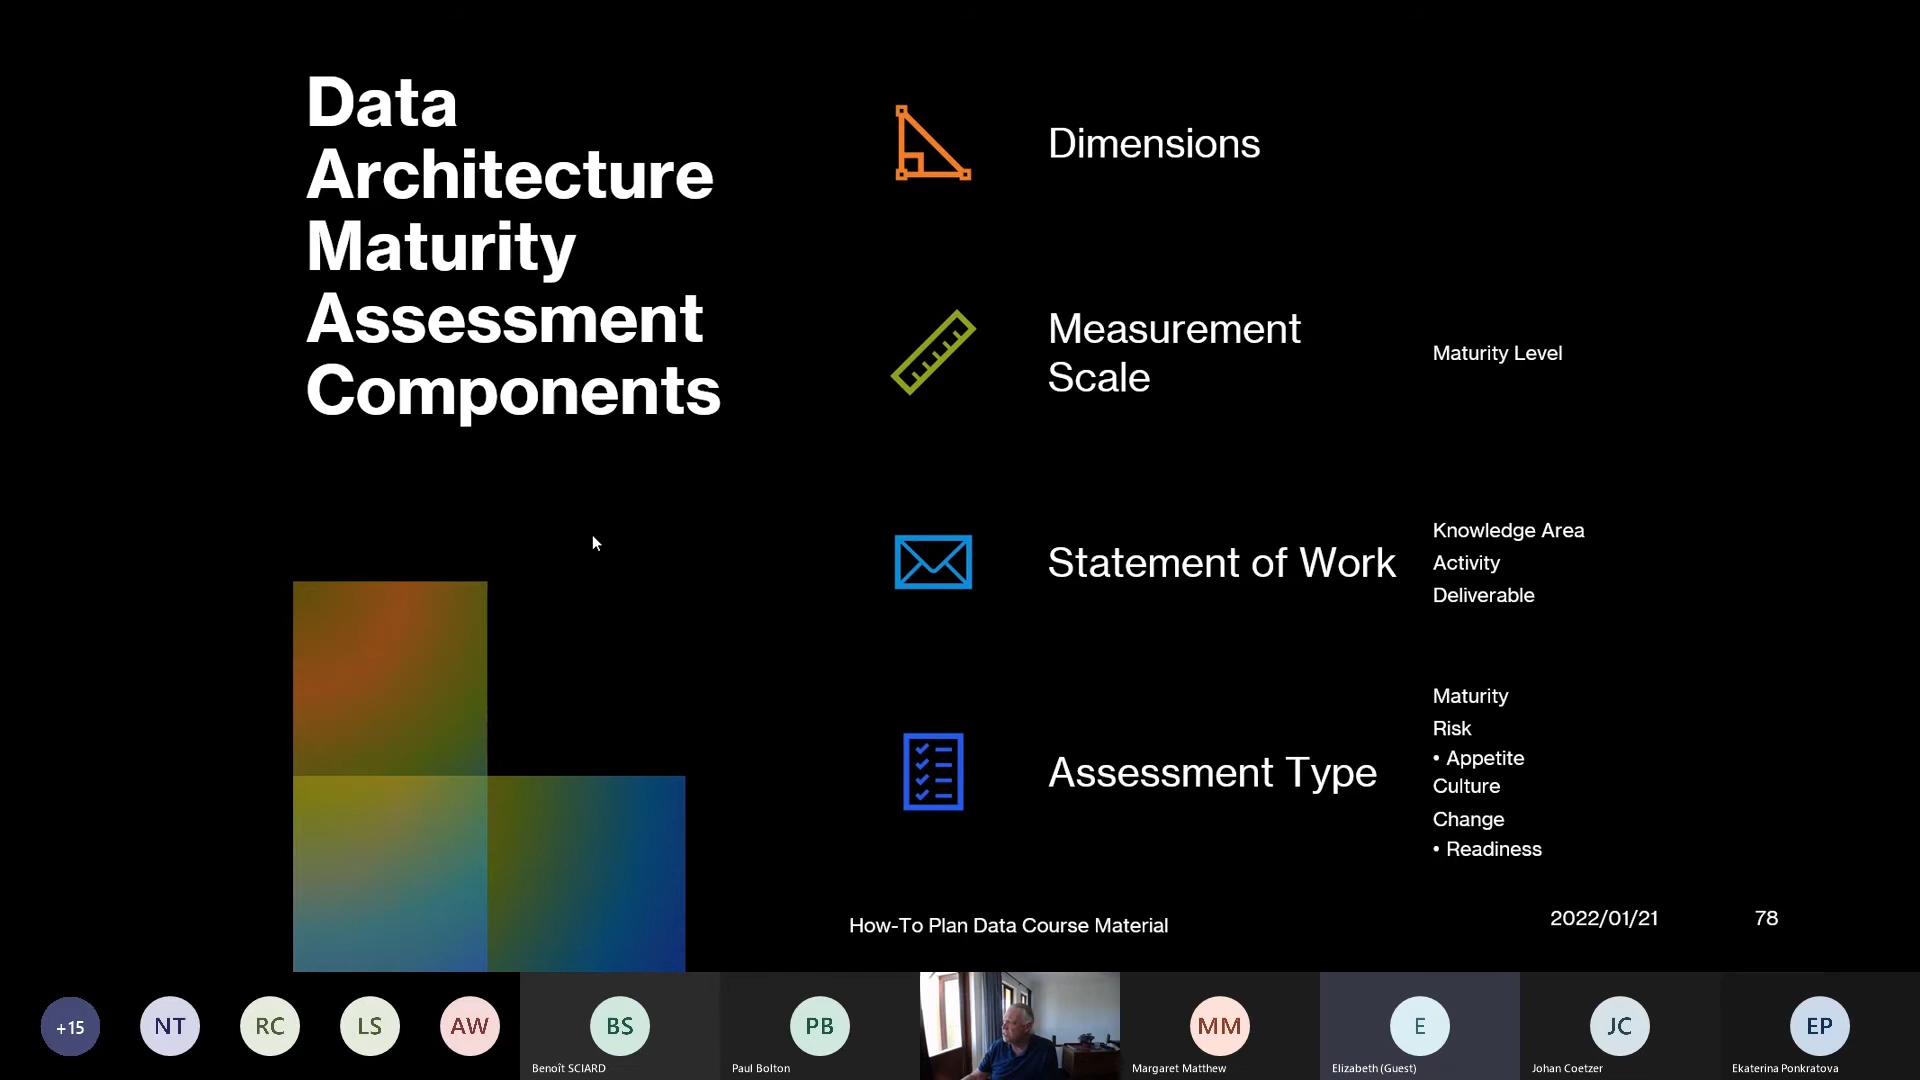 Data
Architecture
Maturity
Assessment
Components
Dimensions
Measurement
Scale
Maturity Level
Statement of Work
Knowledge Area
Activity
Deliverable
Assessment Type
Maturity
Risk
• Appetite
Culture
Change
• Readiness
How-To Plan Data Course Material
2022/01/21
78
+15
NT
RC
LS
AW
BS
Benoît SCIARD
PB
Paul Bolton
MM
Margaret Matthew
E
Elizabeth (Guest)
JC
Johan Coetzer
EP
Ekaterina Ponkratova